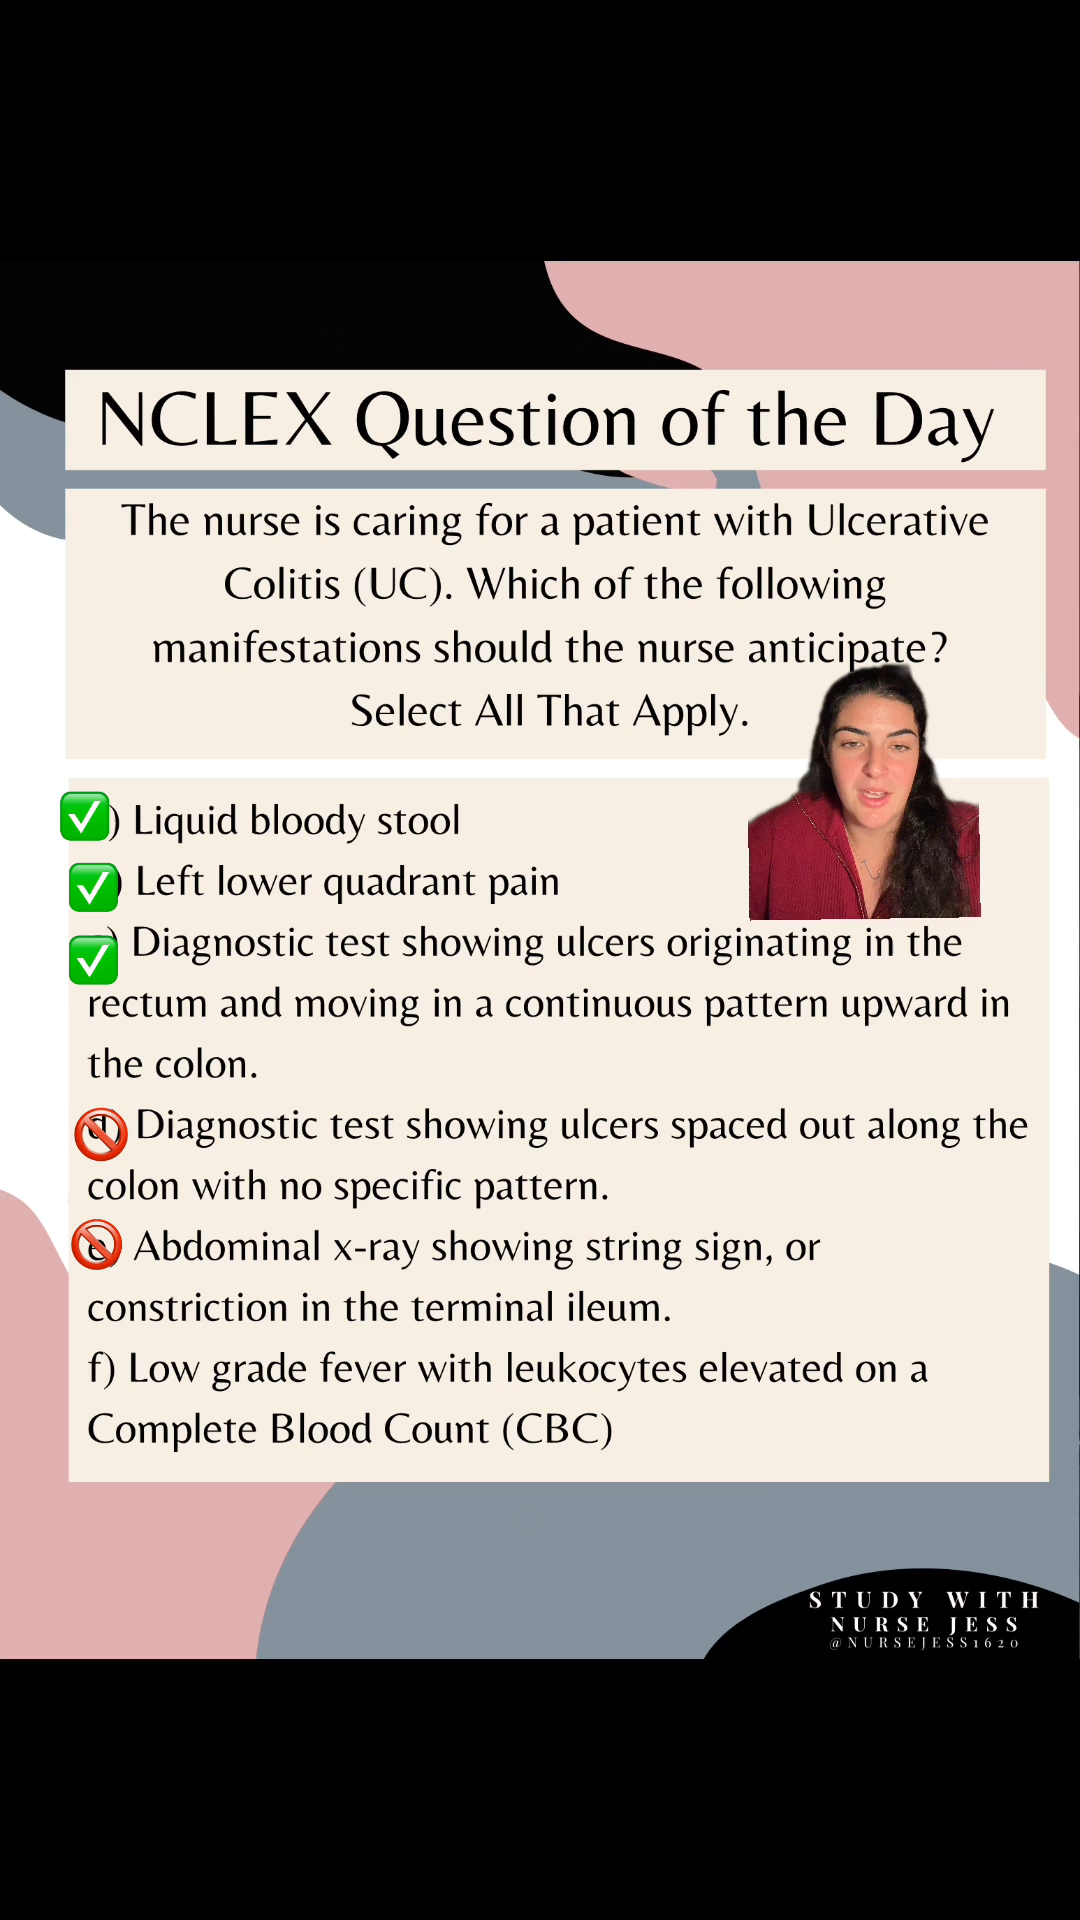 NCLEX Question of the Day
The nurse is caring for a patient with Ulcerative
Colitis (UC). Which of the following
manifestations should the nurse anticipate?
Select All That Apply.
) Liquid bloody stool
) Left lower quadrant pain
) Diagnostic test showing ulcers originating in the
rectum and moving in a continuous pattern upward in
the colon.
d) Diagnostic test showing ulcers spaced out along the
colon with no specific pattern.
e) Abdominal x-ray showing string sign, or
constriction in the terminal ileum.
f) Low grade fever with leukocytes elevated on a
Complete Blood Count (CBC)
STUDY WITH
NURSE JESS
@NURSEJESS1620